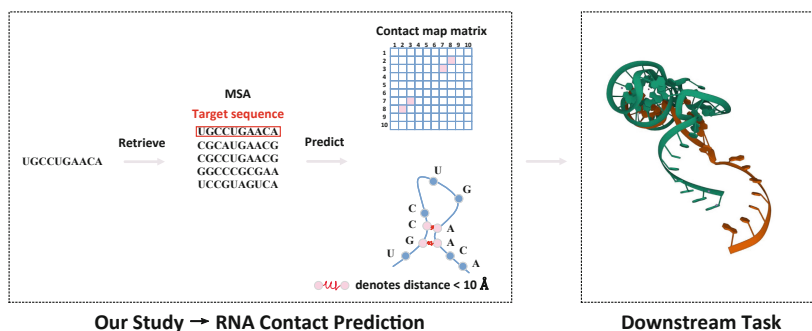 Contact map matrix
1 2 3 4 5 6 7 8 9 10
1
2
3
4
5
6
7
8
9
10
MSA
Target sequence
UGCCUGAACA
CGCAUGAACG
CGCCUGAACG
GGCCCGCGAA
UCCGUAGUCA
Retrieve
Predict
UGCCUGAACA
U
G
C
C
A
G
A
U
C
A
denotes distance < 10 Å
Our Study → RNA Contact Prediction
Downstream Task